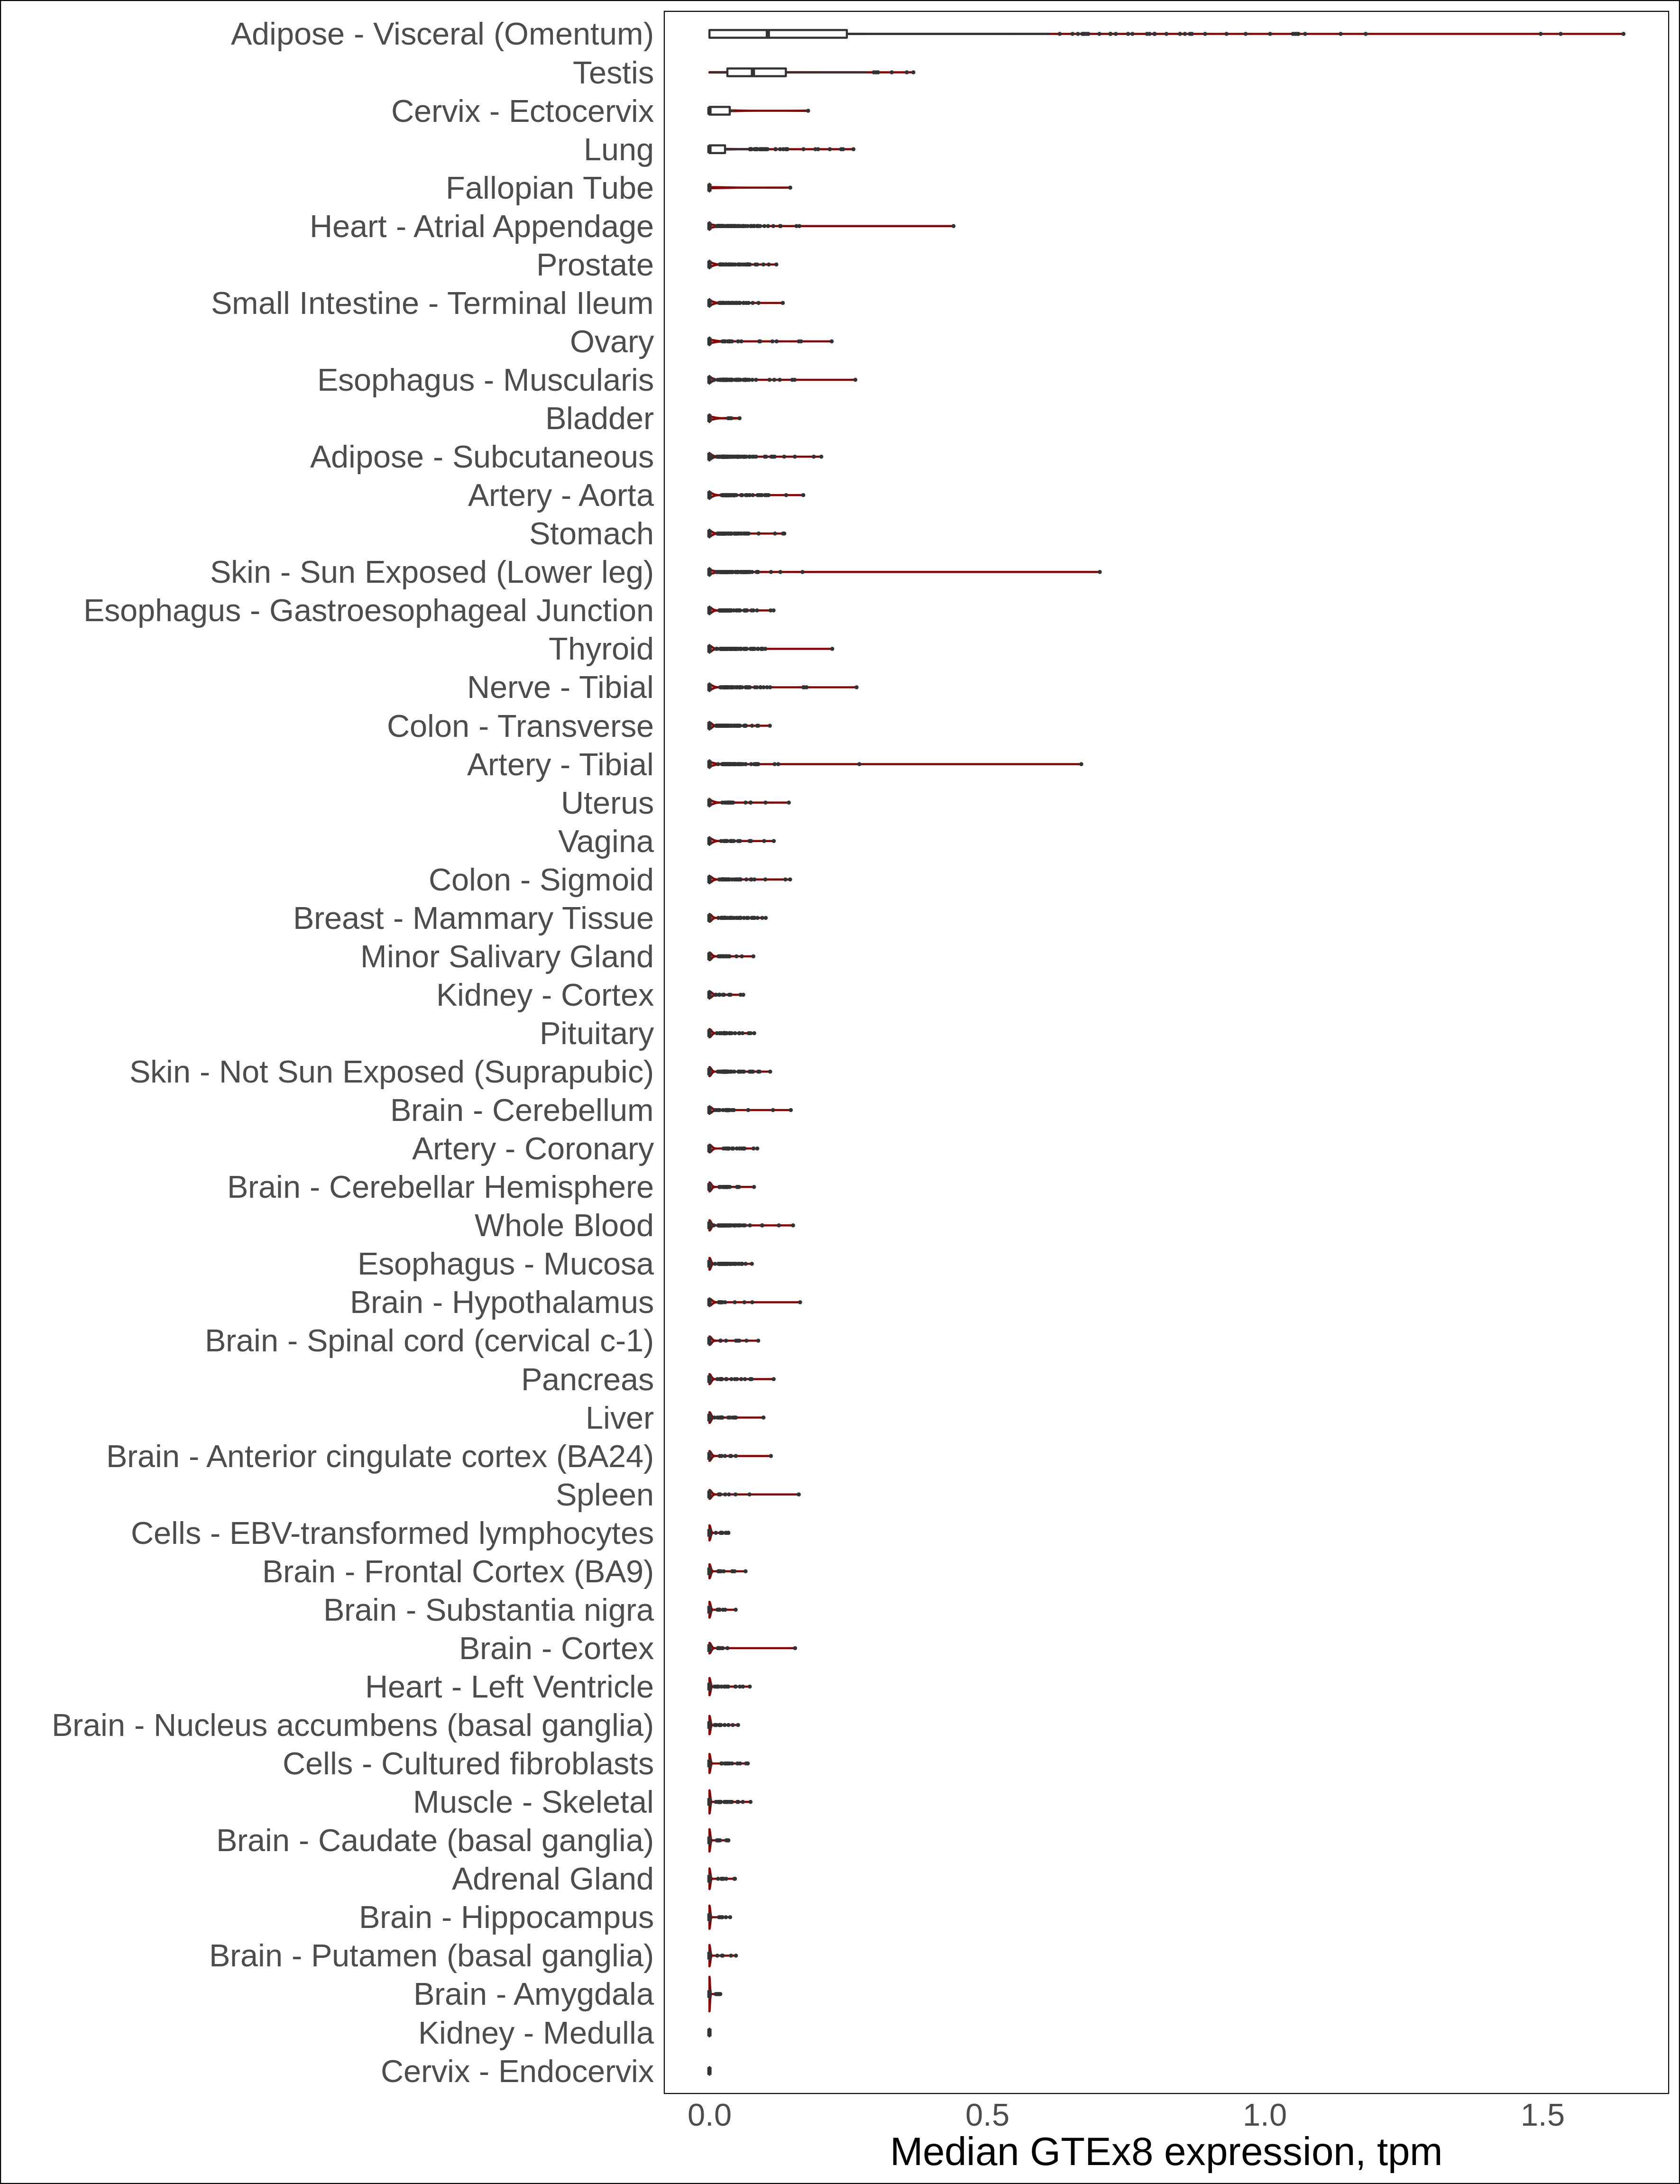 Adipose - Visceral (Omentum)
Testis
Cervix - Ectocervix
Lung
Fallopian Tube
Heart - Atrial Appendage
Prostate
Small Intestine - Terminal Ileum
Ovary
Esophagus - Muscularis
Bladder
Adipose - Subcutaneous
Artery - Aorta
Stomach
Skin - Sun Exposed (Lower leg)
Esophagus - Gastroesophageal Junction
Thyroid
Nerve - Tibial
Colon - Transverse
Artery - Tibial
Uterus
Vagina
Colon - Sigmoid
Breast - Mammary Tissue
Minor Salivary Gland
Kidney - Cortex
Pituitary
Skin - Not Sun Exposed (Suprapubic)
Brain - Cerebellum
Artery - Coronary
Brain - Cerebellar Hemisphere
Whole Blood
Esophagus - Mucosa
Brain - Hypothalamus
Brain - Spinal cord (cervical c-1)
Pancreas
Liver
Brain - Anterior cingulate cortex (BA24)
Spleen
Cells - EBV-transformed lymphocytes
Brain - Frontal Cortex (BA9)
Brain - Substantia nigra
Brain - Cortex
Heart - Left Ventricle
Brain - Nucleus accumbens (basal ganglia)
Cells - Cultured fibroblasts
Muscle - Skeletal
Brain - Caudate (basal ganglia)
Adrenal Gland
Brain - Hippocampus
Brain - Putamen (basal ganglia)
Brain - Amygdala
Kidney - Medulla
Cervix - Endocervix
0.0 0.5 1.0 1.5
Median GTEx8 expression, tpm